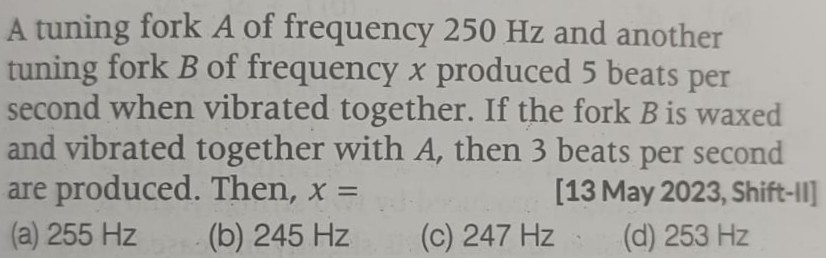 A tuning fork A of frequency 250 Hz and another
tuning fork B of frequency x produced 5 beats per
second when vibrated together. If the fork B is waxed
and vibrated together with A, then 3 beats per second
are produced. Then, x = [13 May 2023, Shift-II]
(a) 255 Hz (b) 245 Hz (c) 247 Hz (d) 253 Hz